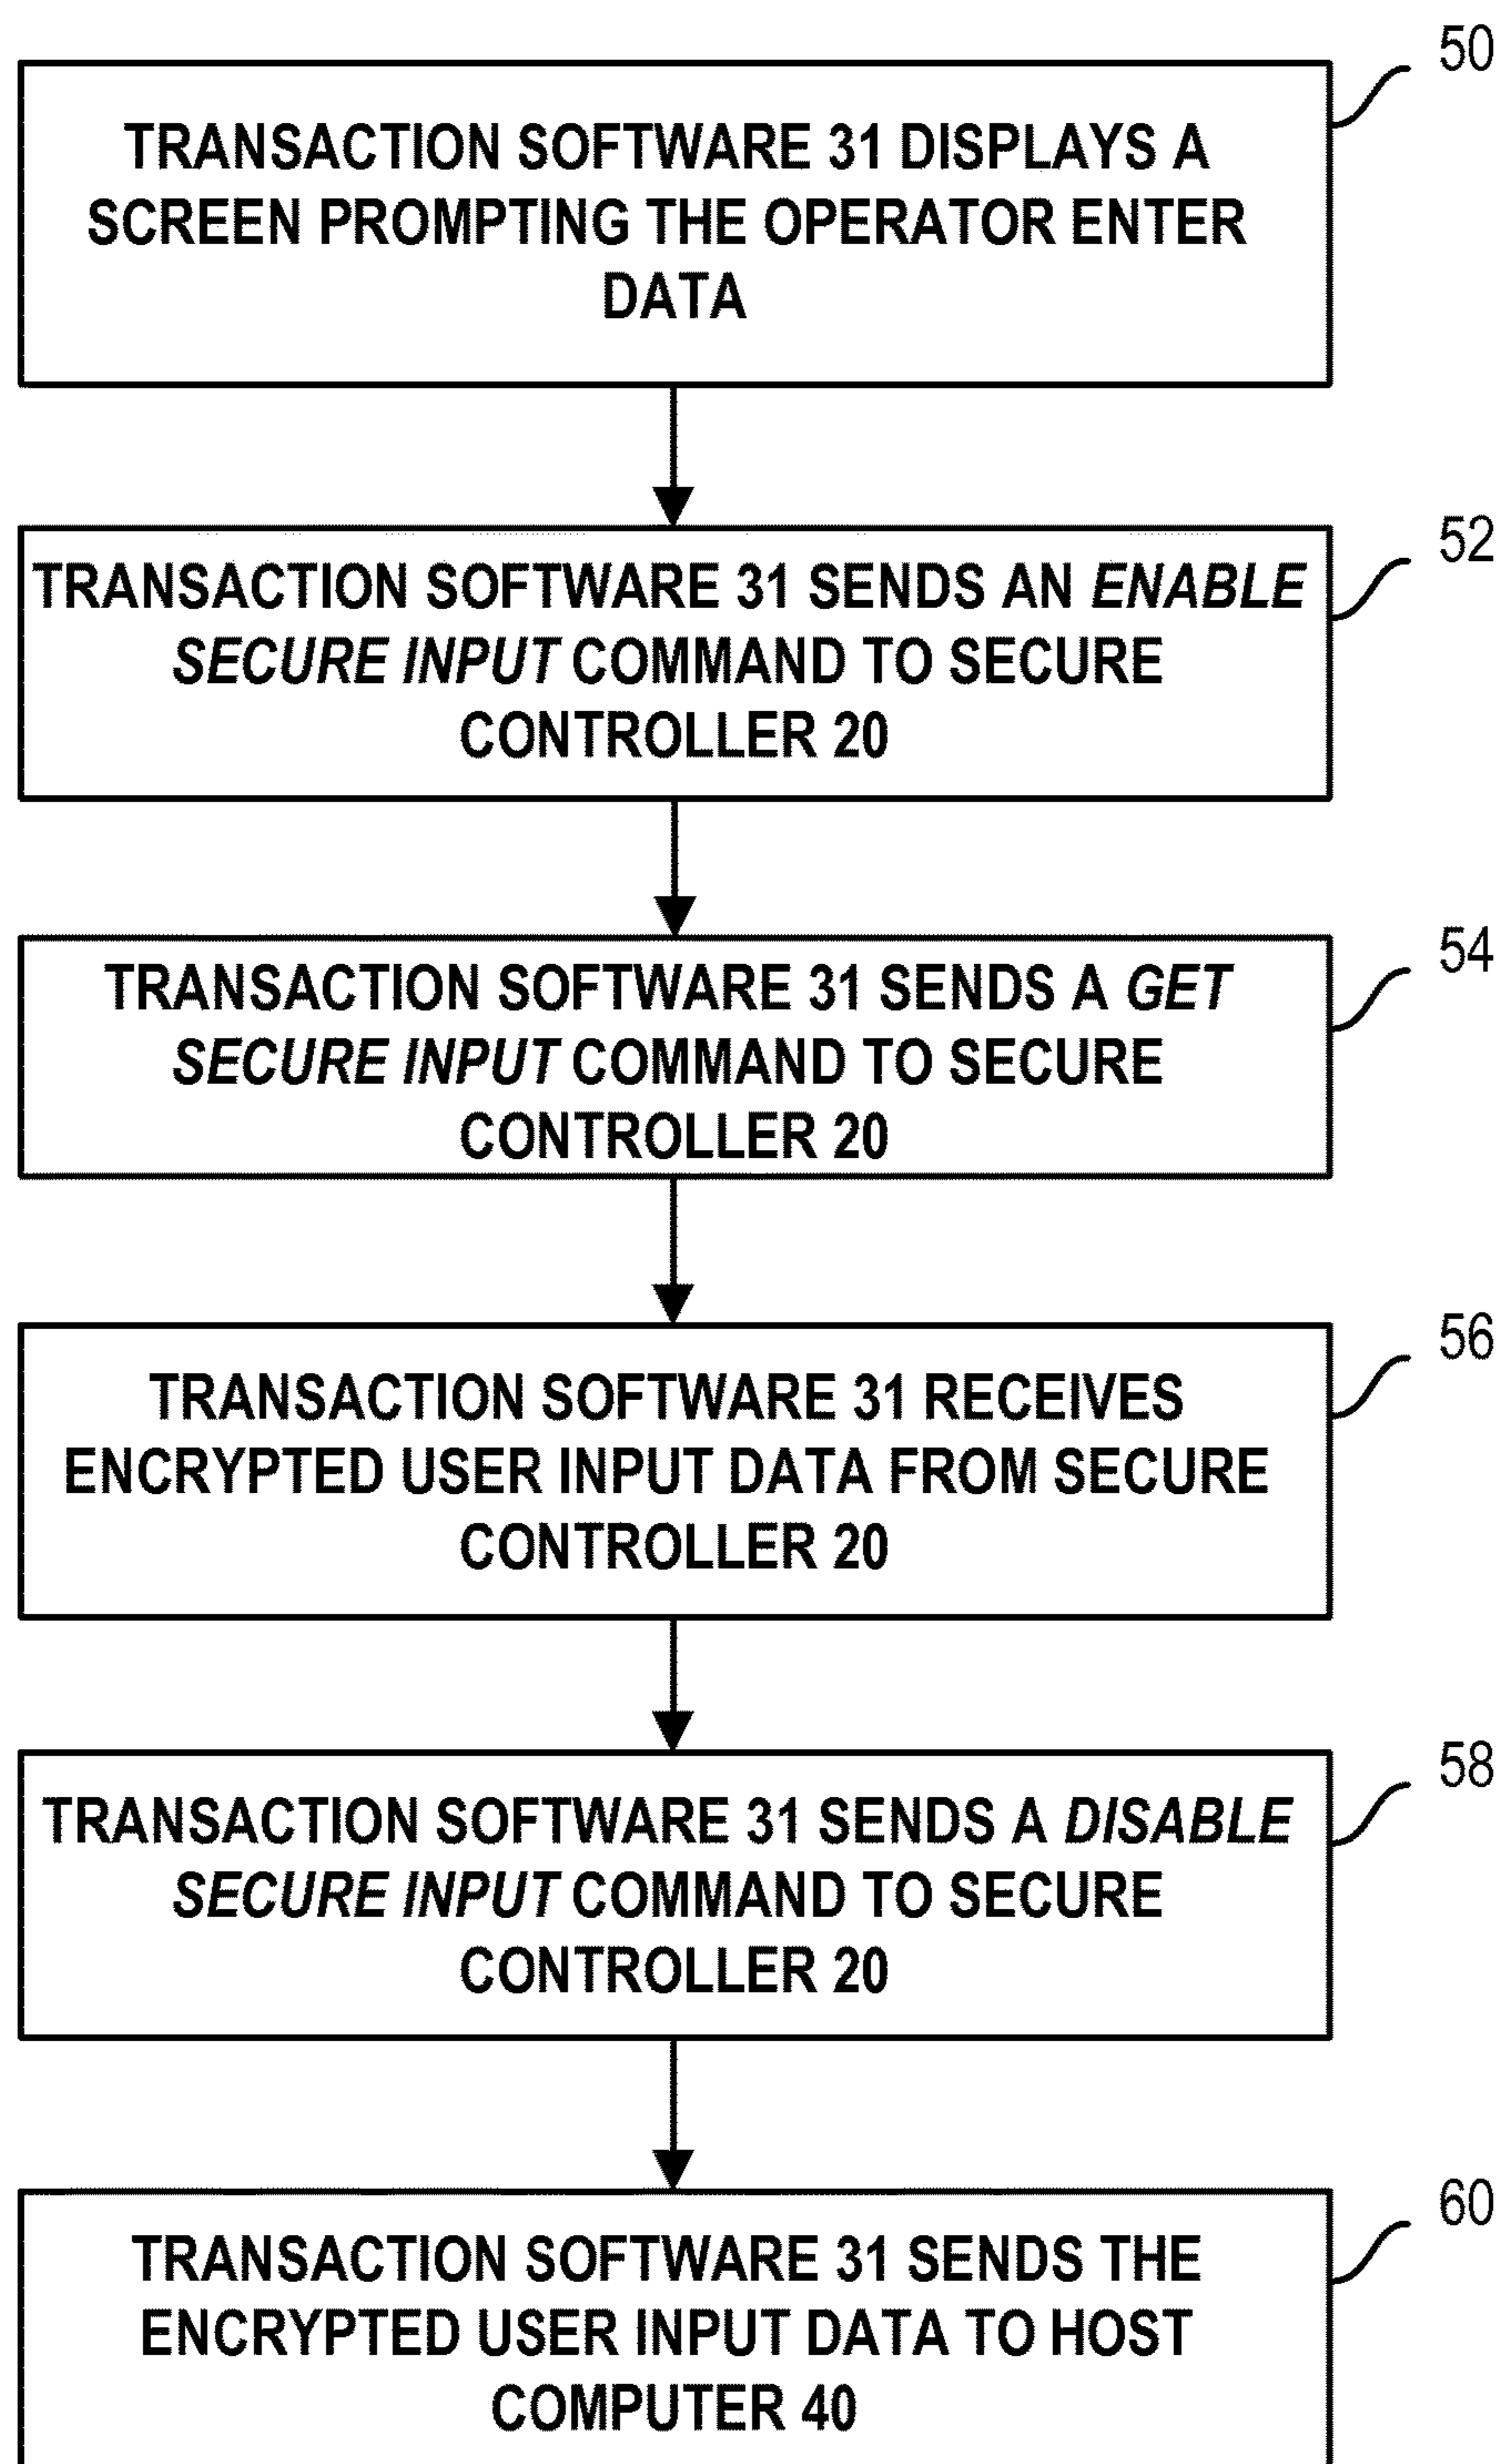 50
TRANSACTION SOFTWARE 31 DISPLAYS A
SCREEN PROMPTING THE OPERATOR ENTER
DATA
52
TRANSACTION SOFTWARE 31 SENDS AN ENABLE
SECURE INPUT COMMAND TO SECURE
CONTROLLER 20
54
TRANSACTION SOFTWARE 31 SENDS A GET
SECURE INPUT COMMAND TO SECURE
CONTROLLER 20
56
TRANSACTION SOFTWARE 31 RECEIVES
ENCRYPTED USER INPUT DATA FROM SECURE
CONTROLLER 20
58
TRANSACTION SOFTWARE 31 SENDS A DISABLE
SECURE INPUT COMMAND TO SECURE
CONTROLLER 20
60
TRANSACTION SOFTWARE 31 SENDS THE
ENCRYPTED USER INPUT DATA TO HOST
COMPUTER 40